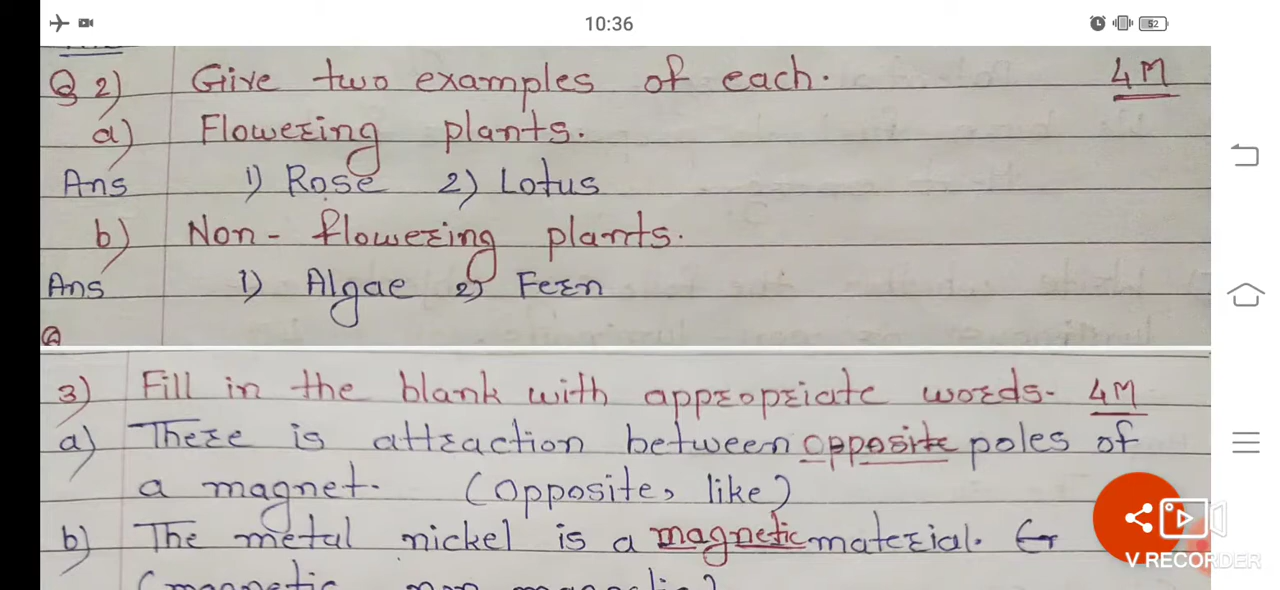 10:36
52
Q 2) Give two examples of each. 4M
a) Flowering plants.
Ans 1) Rose 2) Lotus
b) Non-flowering plants.
Ans 1) Algae 2) Fern
Q
3) Fill in the blank with appropriate words- 4M
a) There is attraction between opposite poles of
a magnet. (opposite, like)
b) The metal nickel is a magnetic material.
(magnetic
V RECORDER